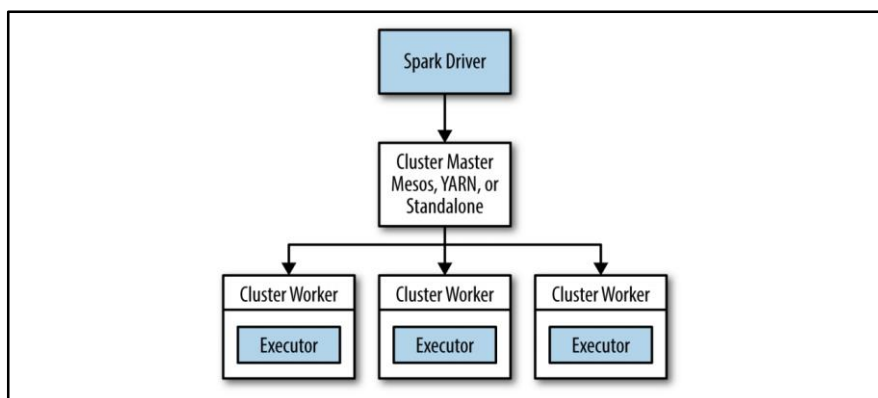 Spark Driver
Cluster Master
Mesos, YARN, or
Standalone
Cluster Worker
Cluster Worker
Cluster Worker
Executor
Executor
Executor